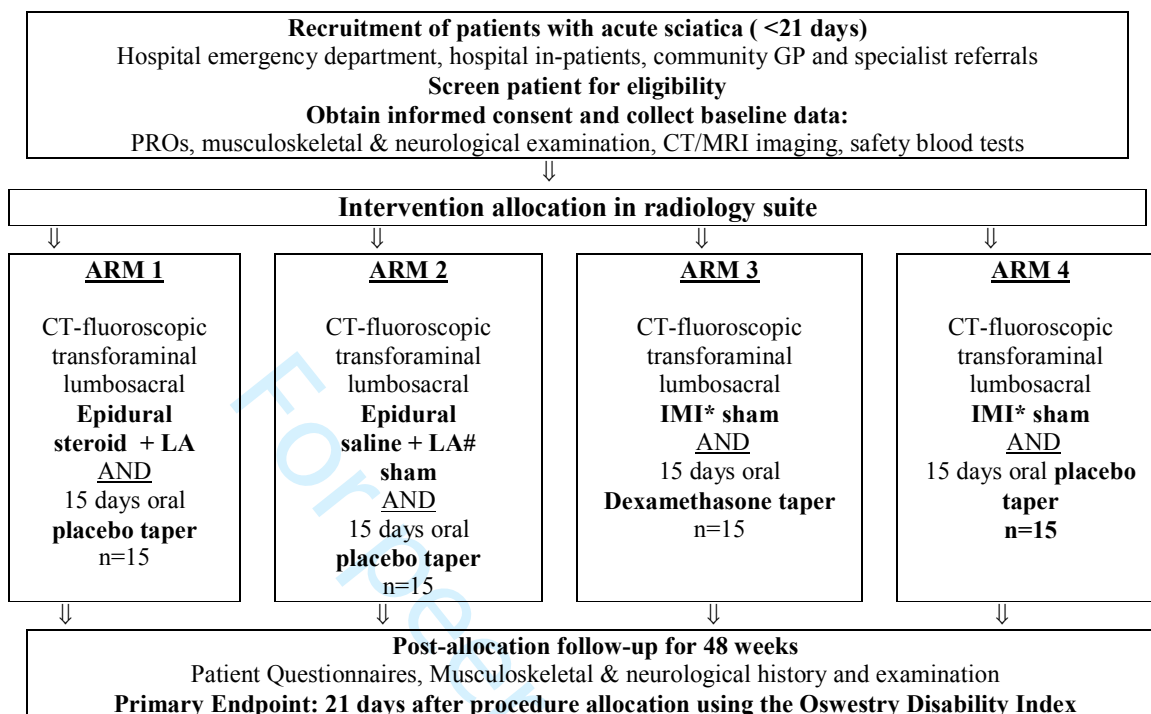 Recruitment of patients with acute sciatica ( <21 days)
Hospital emergency department, hospital in-patients, community GP and specialist referrals
Screen patient for eligibility
Obtain informed consent and collect baseline data:
PROs, musculoskeletal & neurological examination, CT/MRI imaging, safety blood tests
⇓
Intervention allocation in radiology suite
⇓ ⇓ ⇓ ⇓
ARM 1
CT-fluoroscopic
transforaminal
lumbosacral
Epidural
steroid + LA
AND
15 days oral
placebo taper
n=15
ARM 2
CT-fluoroscopic
transforaminal
lumbosacral
Epidural
saline + LA#
sham
AND
15 days oral
placebo taper
n=15
ARM 3
CT-fluoroscopic
transforaminal
lumbosacral
IMI* sham
AND
15 days oral
Dexamethasone taper
n=15
ARM 4
CT-fluoroscopic
transforaminal
lumbosacral
IMI* sham
AND
15 days oral placebo
taper
n=15
⇓ ⇓ ⇓ ⇓
Post-allocation follow-up for 48 weeks
Patient Questionnaires, Musculoskeletal & neurological history and examination
Primary Endpoint: 21 days after procedure allocation using the Oswestry Disability Index
For peer